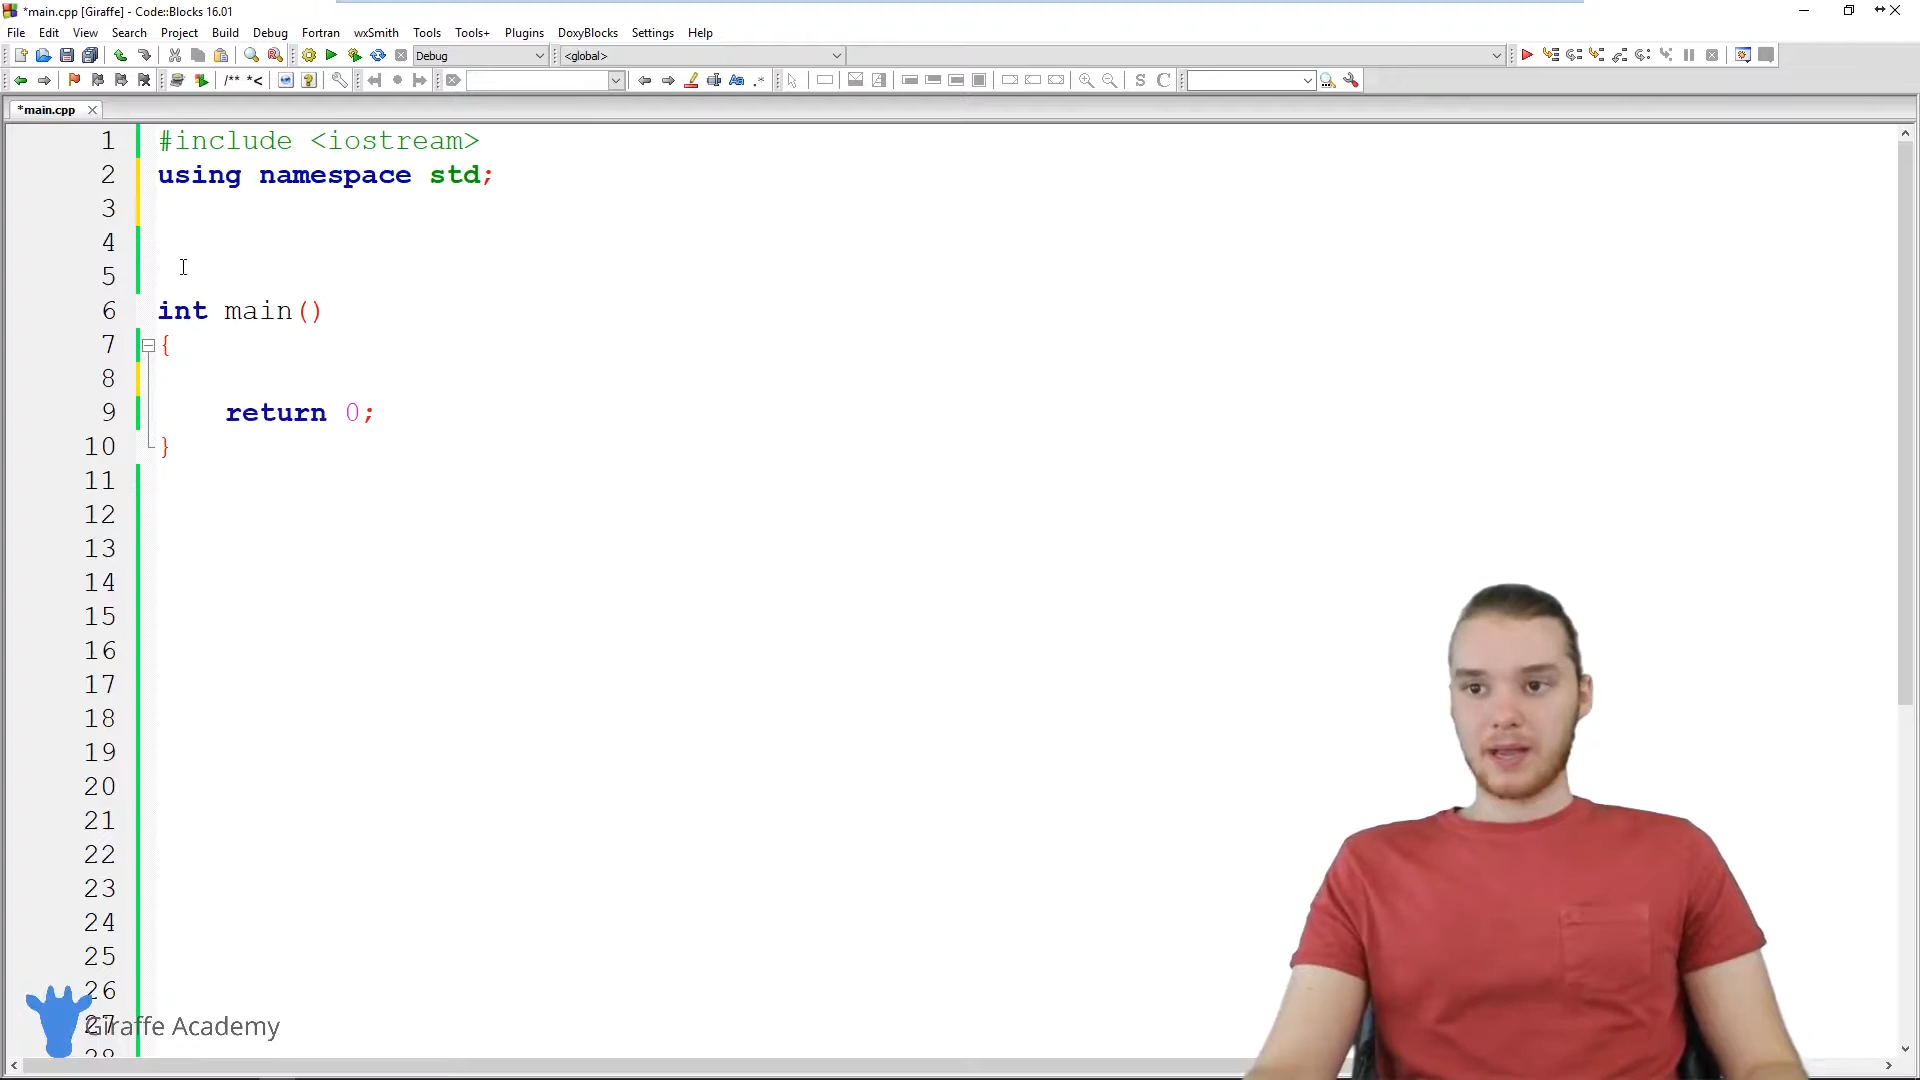 *main.cpp [Giraffe] - Code::Blocks 16.01
File Edit View Search Project Build Debug Fortran wxSmith Tools Tools+ Plugins DoxyBlocks Settings Help
Debug <global>
/** *< S C
*main.cpp
1 #include <iostream>
2 using namespace std;
3
4
5
6 int main()
7 {
8
9 return 0;
10 }
11
12
13
14
15
16
17
18
19
20
21
22
23
24
25
26
27
Giraffe Academy
28